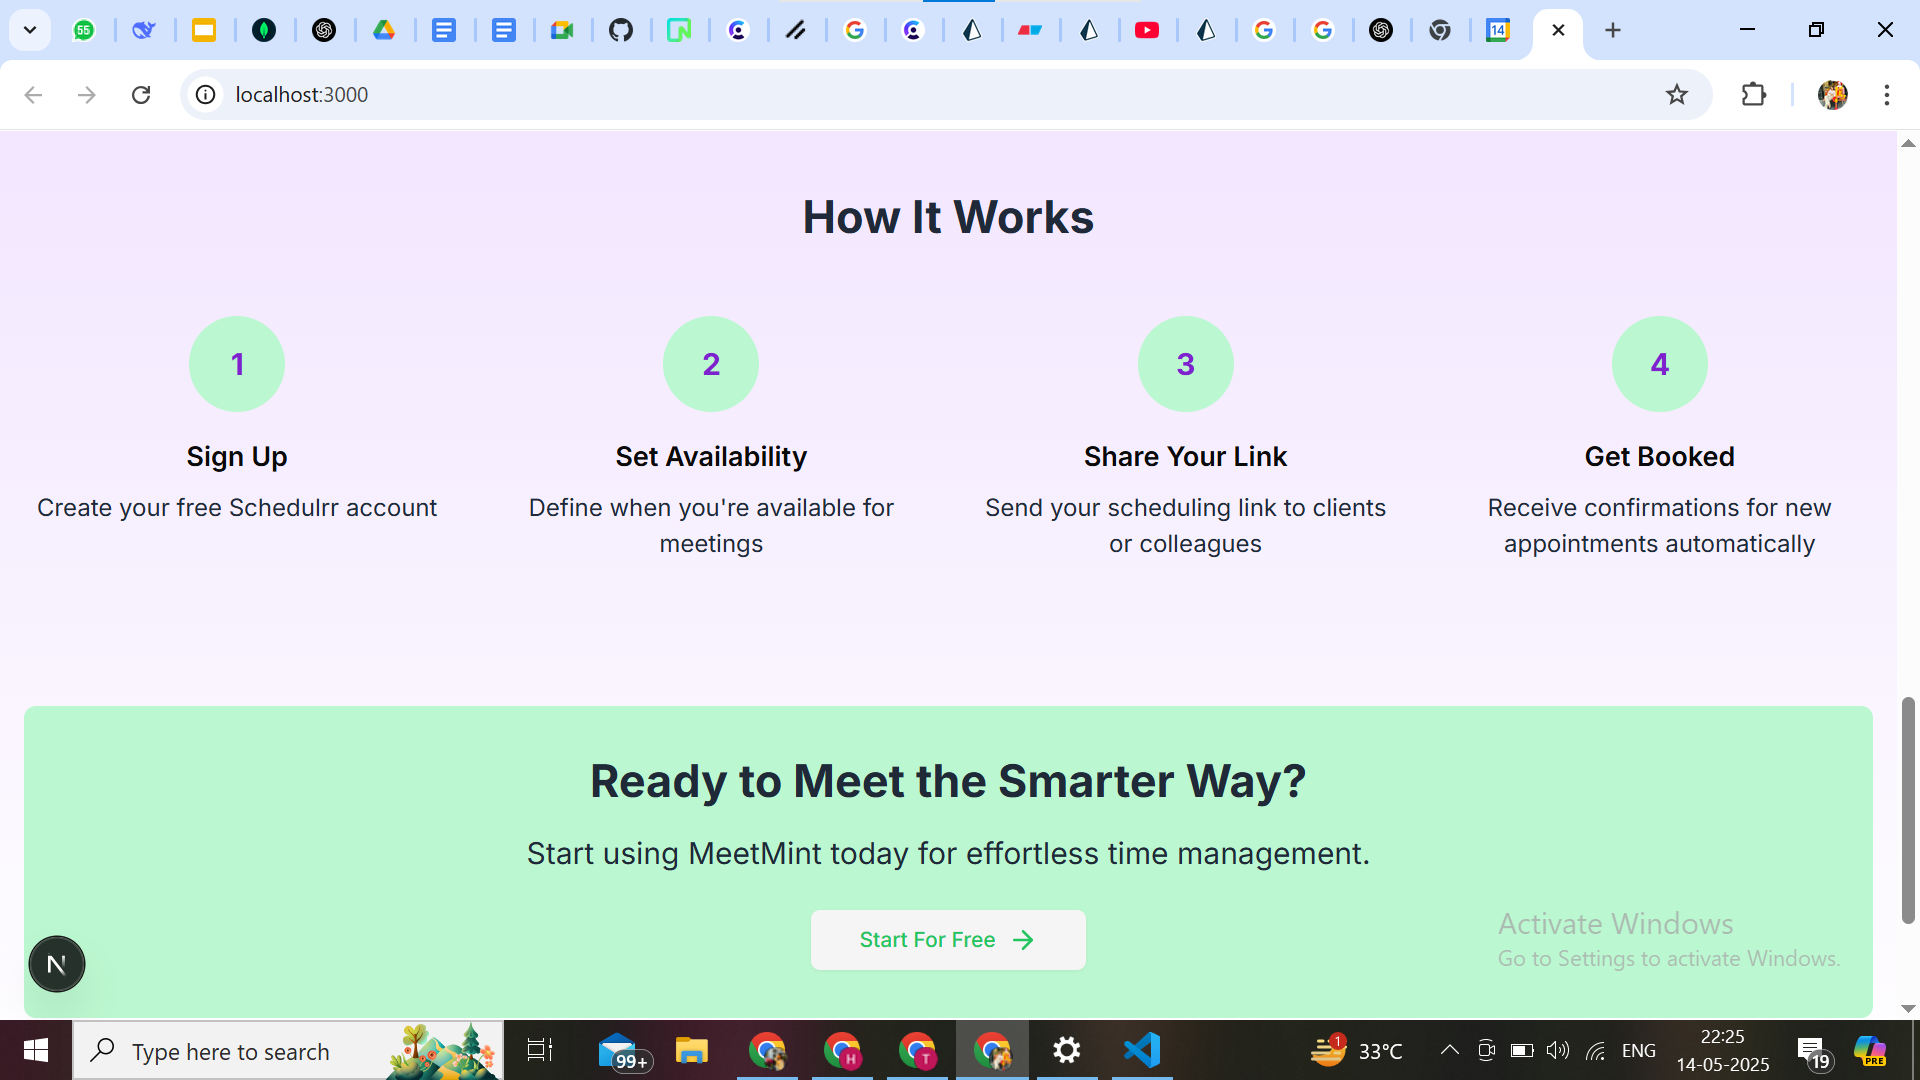 55
14
localhost:3000
How It Works
1
2
3
4
Sign Up
Set Availability
Share Your Link
Get Booked
Create your free Schedulrr account
Define when you're available for
meetings
Send your scheduling link to clients
or colleagues
Receive confirmations for new
appointments automatically
Ready to Meet the Smarter Way?
Start using MeetMint today for effortless time management.
Start For Free
N
Activate Windows
Go to Settings to activate Windows.
Type here to search
99+
H
T
1
33°C
ENG
22:25
14-05-2025
19
PRE